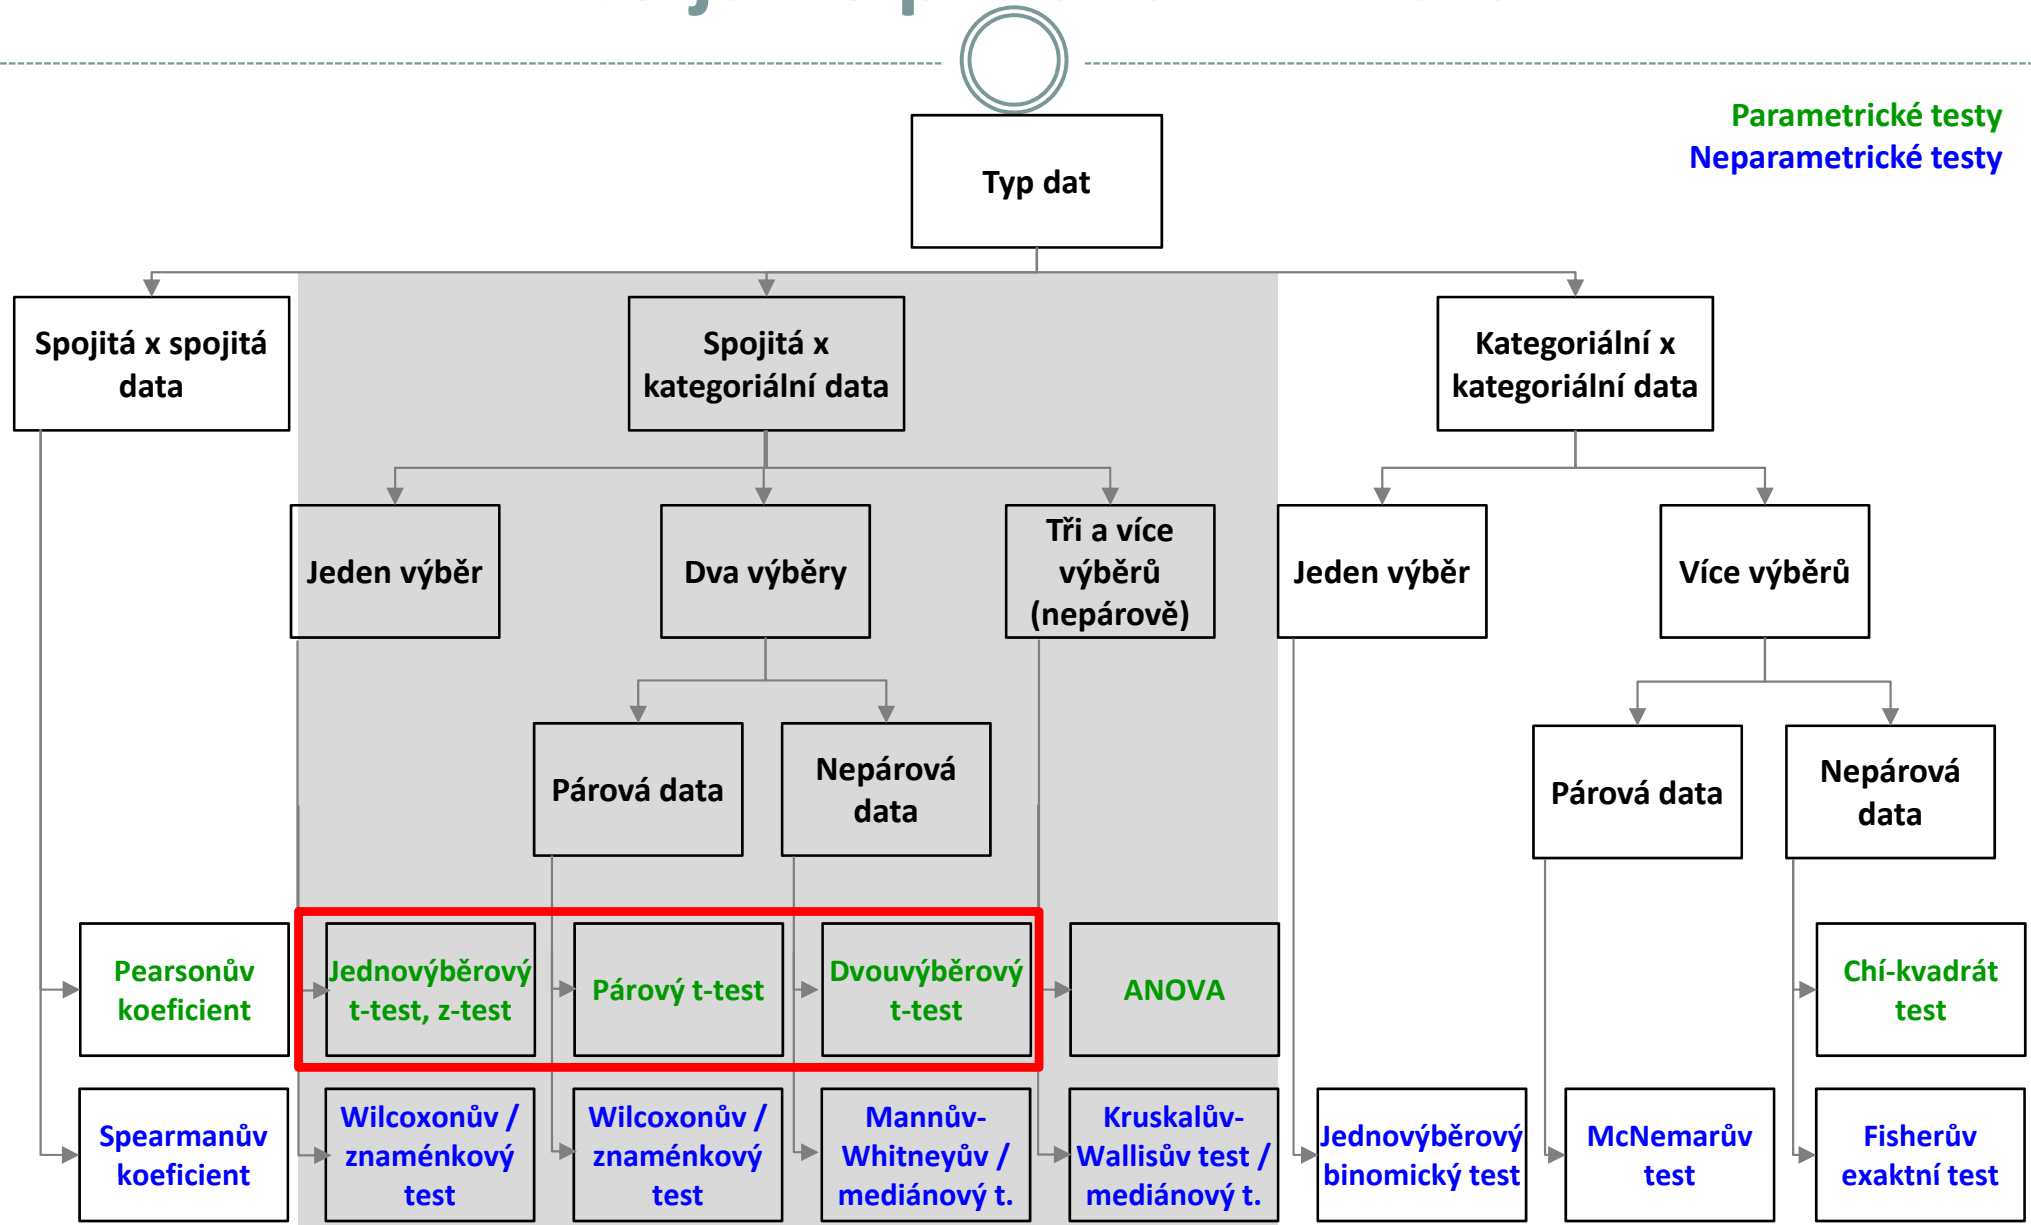 Parametrické testy
Neparametrické testy
Typ dat
Spojitá x spojitá
data
Spojitá x
kategoriální data
Kategoriální x
kategoriální data
Jeden výběr
Dva výběry
Tři a více
výběrů
(nepárově)
Jeden výběr
Více výběrů
Párová data
Nepárová
data
Párová data
Nepárová
data
Pearsonův
koeficient
Jednovýběrový
t-test, z-test
Párový t-test
Dvouvýběrový
t-test
ANOVA
Chí-kvadrát
test
Spearmanův
koeficient
Wilcoxonův /
znaménkový
test
Wilcoxonův /
znaménkový
test
Mannův-
Whitneyův /
mediánový t.
Kruskalův-
Wallisův test /
mediánový t.
Jednovýběrový
binomický test
McNemarův
test
Fisherův
exaktní test